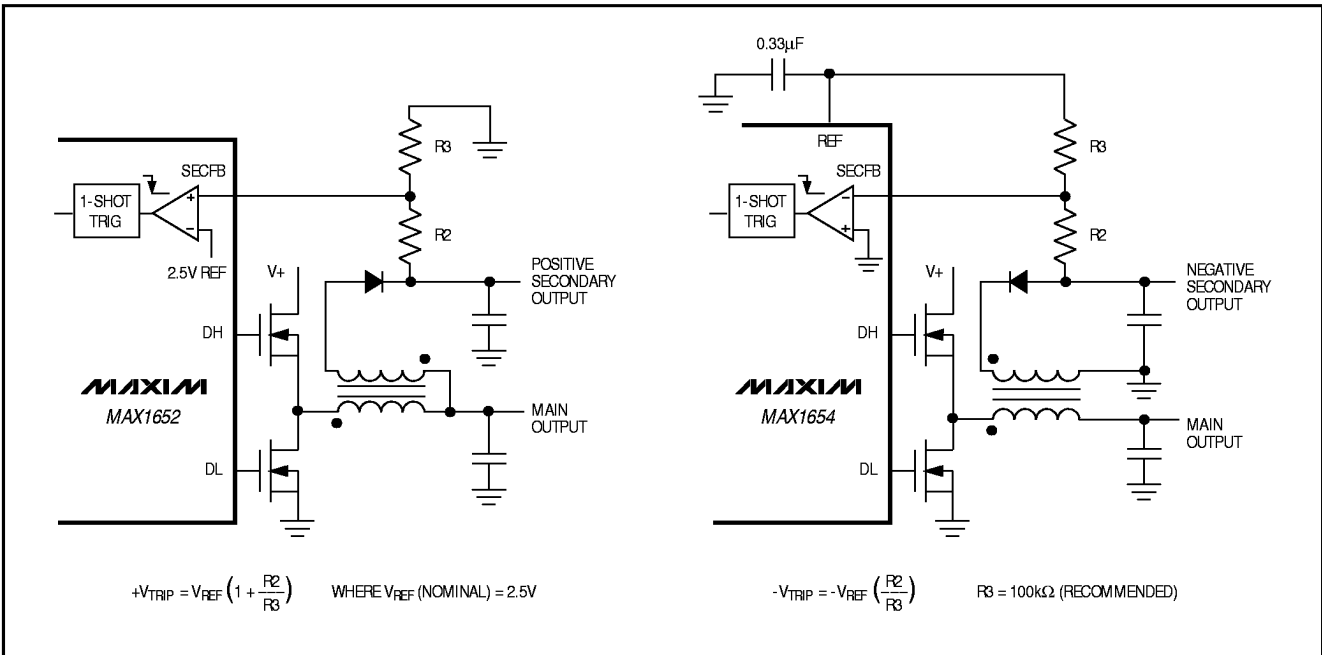 R3
SECFB
1-SHOT
TRIG
+
−
2.5V REF
R2
V+
POSITIVE
SECONDARY
OUTPUT
DH
MAXIM
MAX1652
MAIN
OUTPUT
DL
+VTRIP = VREF (1 + R2/R3) WHERE VREF (NOMINAL) = 2.5V
0.33μF
REF
R3
SECFB
1-SHOT
TRIG
−
+
R2
V+
NEGATIVE
SECONDARY
OUTPUT
DH
MAXIM
MAX1654
MAIN
OUTPUT
DL
-VTRIP = -VREF (R2/R3) R3 = 100kΩ (RECOMMENDED)